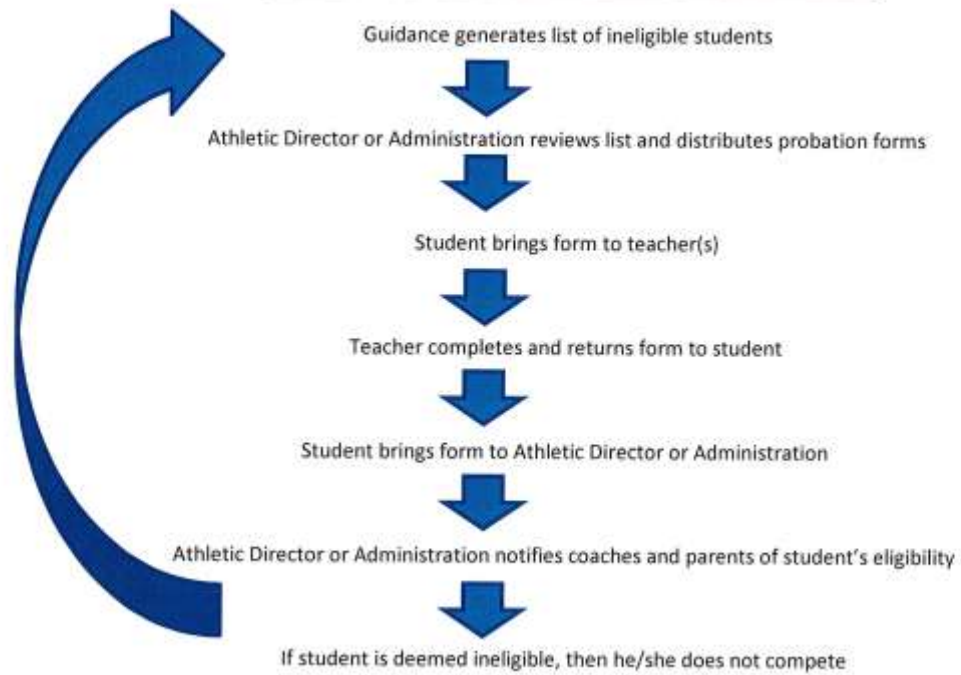 Guidance generates list of ineligible students
Athletic Director or Administration reviews list and distributes probation forms
Student brings form to teacher(s)
Teacher completes and returns form to student
Student brings form to Athletic Director or Administration
Athletic Director or Administration notifies coaches and parents of student's eligibility
If student is deemed ineligible, then he/she does not compete